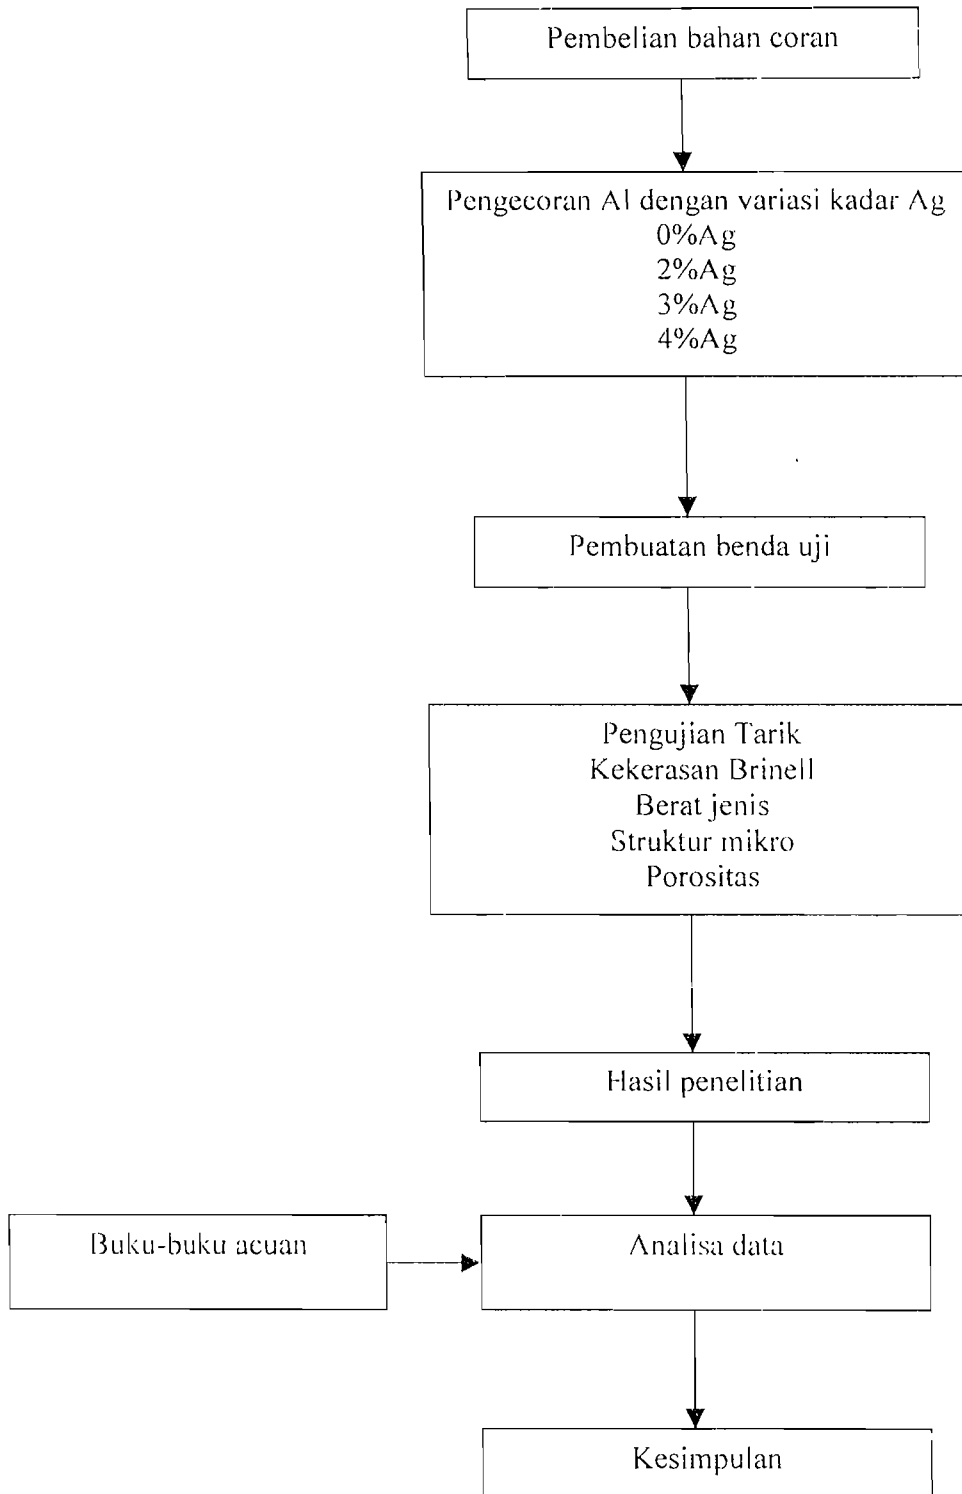 Pembelian bahan coran
Pengecoran Al dengan variasi kadar Ag
0%Ag
2%Ag
3%Ag
4%Ag
Pembuatan benda uji
Pengujian Tarik
Kekerasan Brinell
Berat jenis
Struktur mikro
Porositas
Hasil penelitian
Buku-buku acuan
Analisa data
Kesimpulan